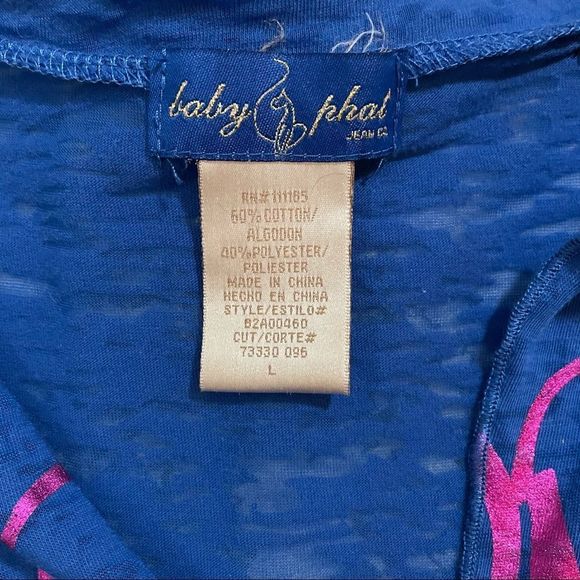 baby phat
JEAN CO
RN#111185
60% COTTON/
ALGODON
40% POLYESTER/
POLIESTER
MADE IN CHINA
HECHO EN CHINA
STYLE/ESTILO#
B2A00460
CUT/CORTE#
73330 096
L